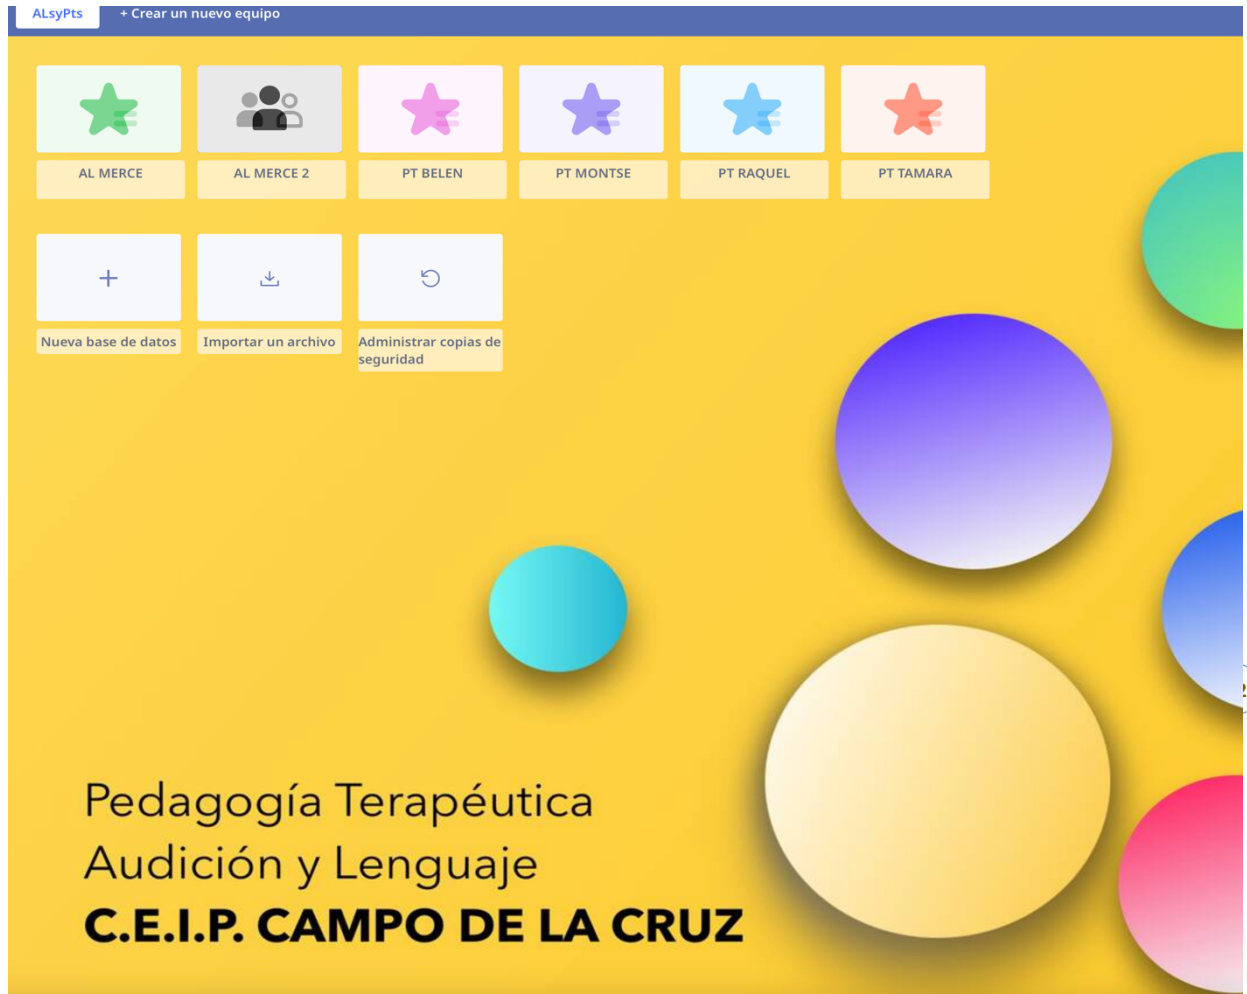 ALsyPts + Crear un nuevo equipo
AL MERCE AL MERCE 2 PT BELEN PT MONTSE PT RAQUEL PT TAMARA
Nueva base de datos Importar un archivo Administrar copias de
seguridad
Pedagogía Terapéutica
Audición y Lenguaje
C.E.I.P. CAMPO DE LA CRUZ